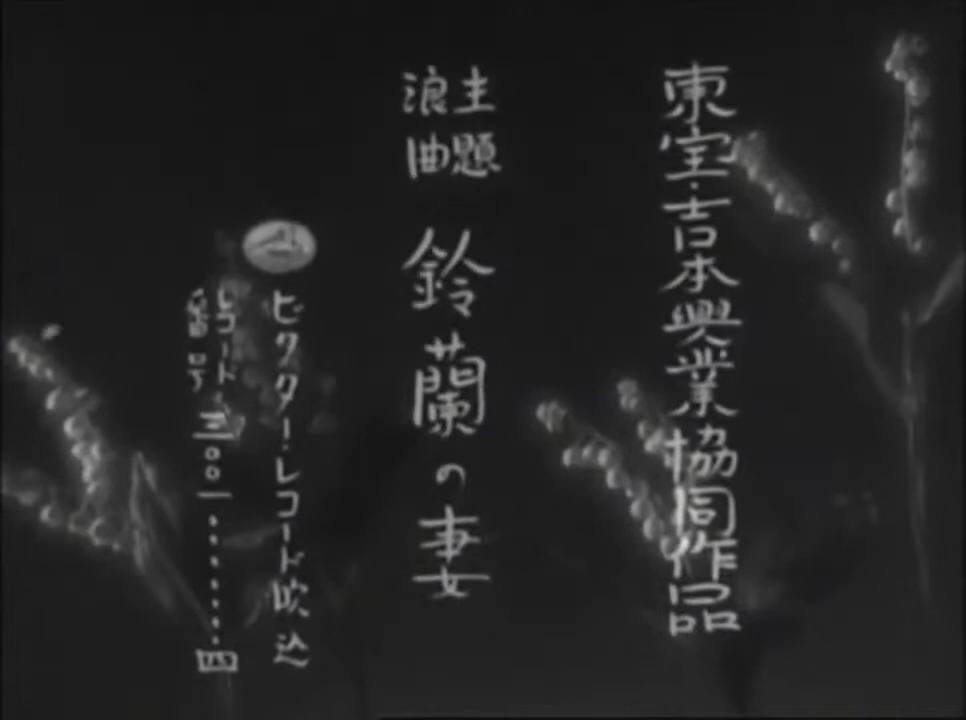 東宝・吉本興業協同作品
主題
浪曲
鈴蘭の妻
ビクター・レコード吹込
レコード
番号
三〇〇一……四